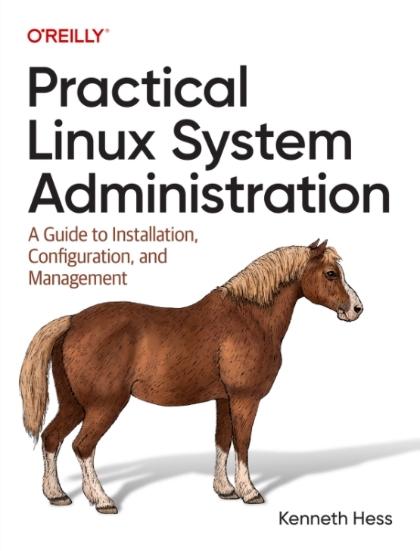 O'REILLY®
Practical
Linux System
Administration
A Guide to Installation,
Configuration, and
Management
Kenneth Hess